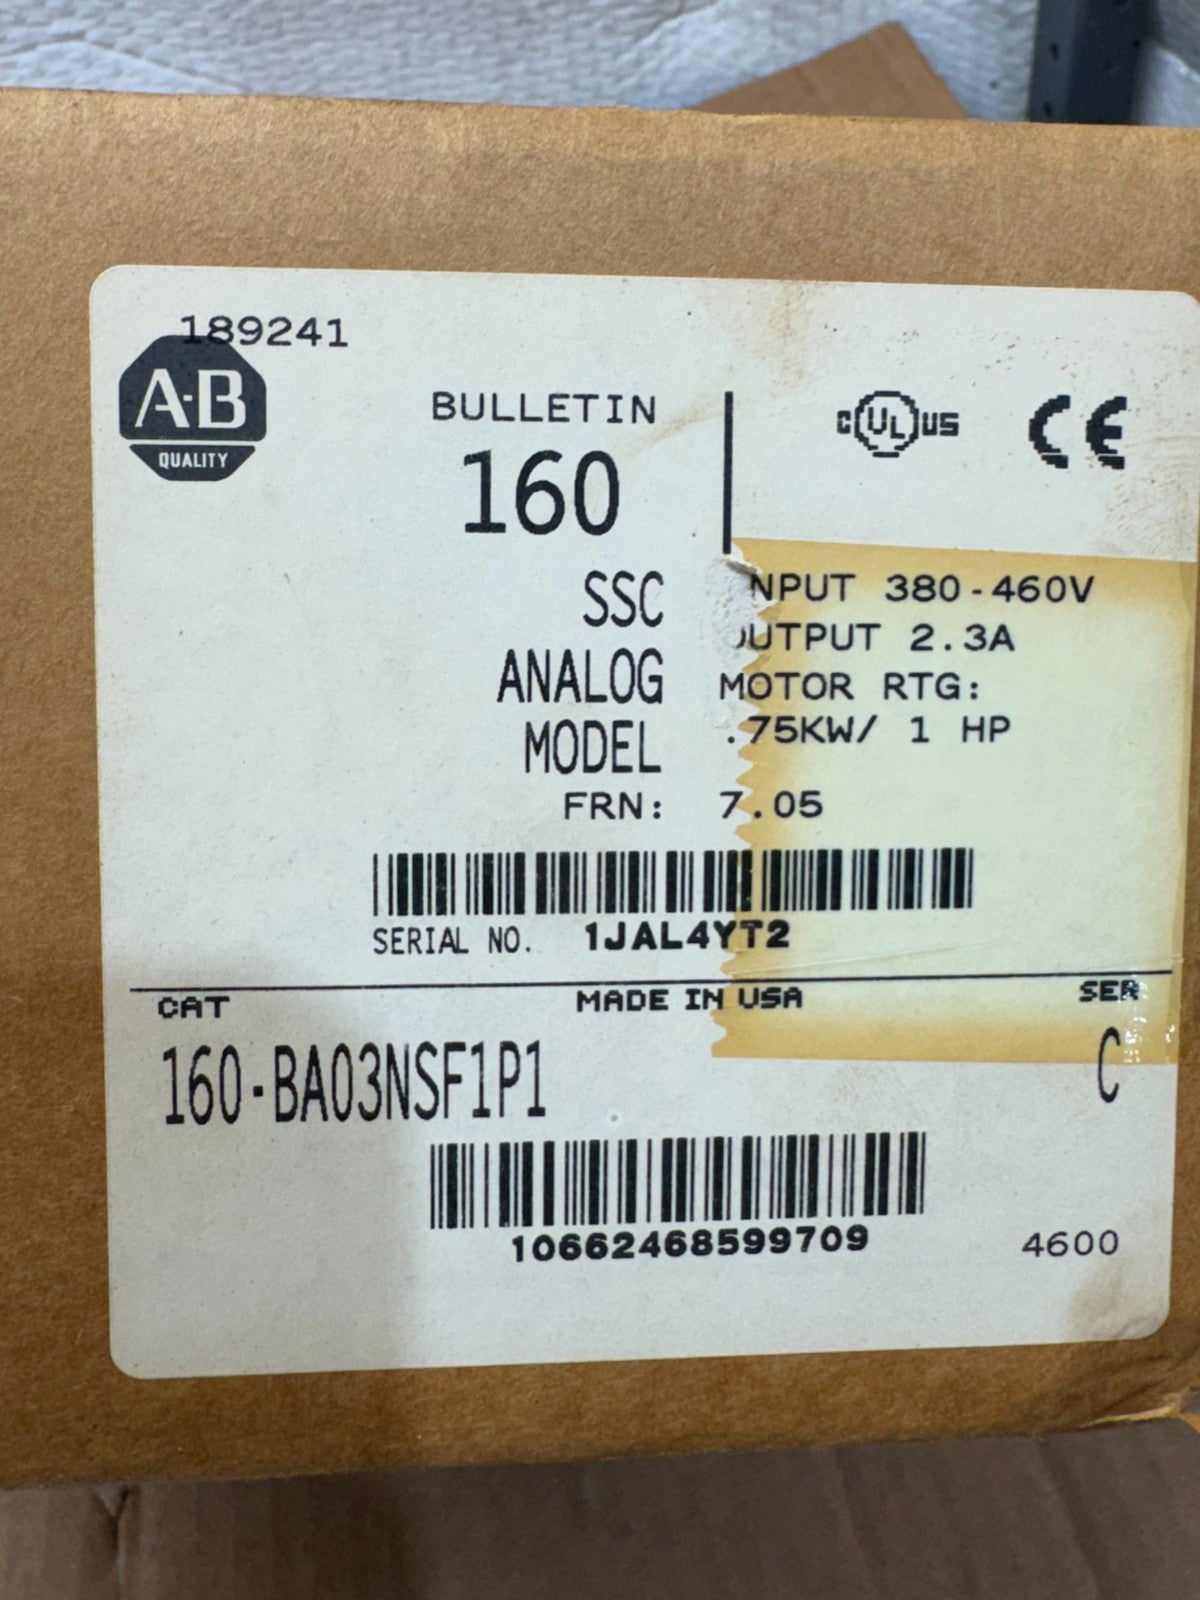 189241
A-B
QUALITY
BULLETIN
160
C UL US
CE
SSC
ANALOG
MODEL
NPUT 380-460V
UTPUT 2.3A
MOTOR RTG:
.75KW/ 1 HP
FRN: 7.05
SERIAL NO. 1JAL4YT2
CAT MADE IN USA SER
160-BA03NSF1P1 C
10662468599709
4600